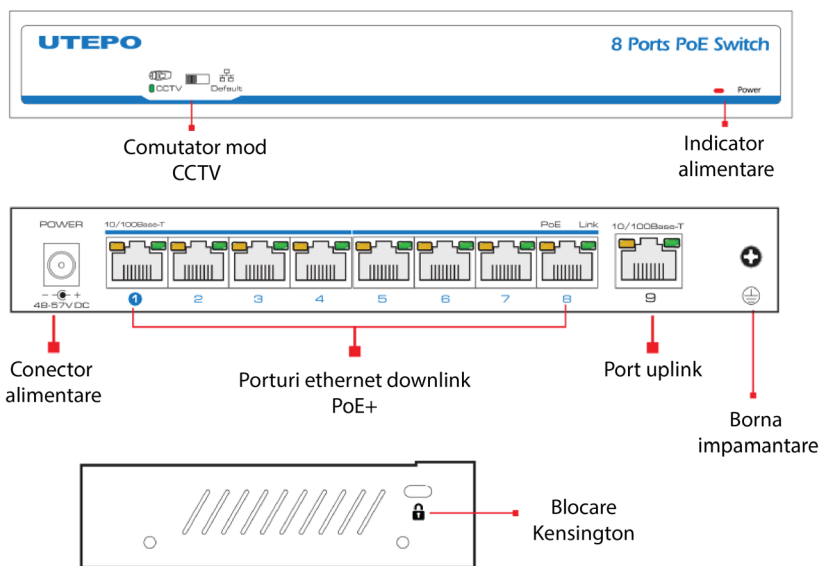 UTEPO
8 Ports PoE Switch
CCTV
Default
Power
Comutator mod
CCTV
Indicator
alimentare
POWER
10/100Base-T
PoE Link
10/100Base-T
48-57V DC
1 2 3 4 5 6 7 8 9
Conector
alimentare
Porturi ethernet downlink
PoE+
Port uplink
Borna
impamantare
Blocare
Kensington